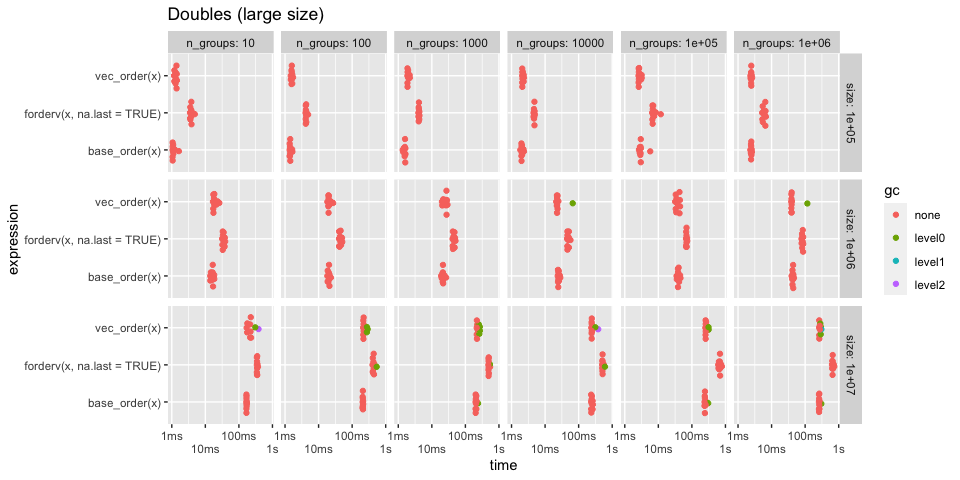 Doubles (large size)
n_groups: 10
n_groups: 100
n_groups: 1000
n_groups: 10000
n_groups: 1e+05
n_groups: 1e+06
vec_order(x)
forderv(x, na.last = TRUE)
base_order(x)
size: 1e+05
vec_order(x)
forderv(x, na.last = TRUE)
base_order(x)
size: 1e+06
vec_order(x)
forderv(x, na.last = TRUE)
base_order(x)
size: 1e+07
expression
gc
none
level0
level1
level2
1ms 100ms 1ms 100ms 1ms 100ms 1ms 100ms 1ms 100ms 1ms 100ms
10ms 1s 10ms 1s 10ms 1s 10ms 1s 10ms 1s 10ms 1s
time